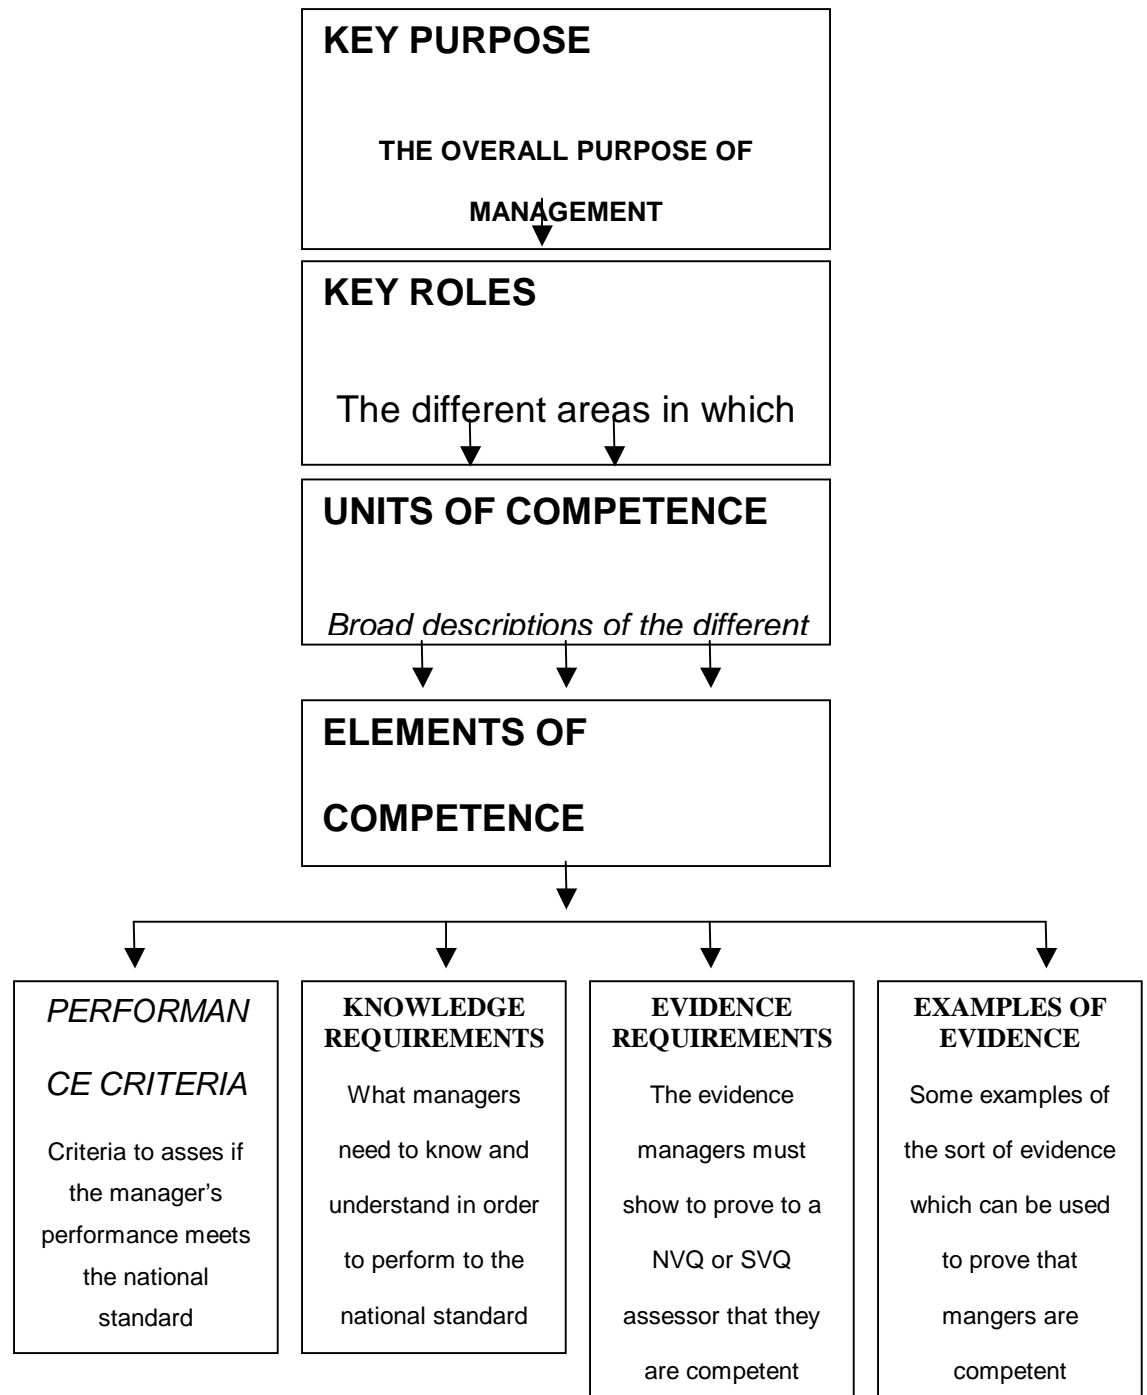 KEY PURPOSE
THE OVERALL PURPOSE OF
MANAGEMENT
KEY ROLES
The different areas in which
UNITS OF COMPETENCE
Broad descriptions of the different
ELEMENTS OF
COMPETENCE
PERFORMAN
CE CRITERIA
Criteria to asses if
the manager's
performance meets
the national
standard
KNOWLEDGE
REQUIREMENTS
What managers
need to know and
understand in order
to perform to the
national standard
EVIDENCE
REQUIREMENTS
The evidence
managers must
show to prove to a
NVQ or SVQ
assessor that they
are competent
EXAMPLES OF
EVIDENCE
Some examples of
the sort of evidence
which can be used
to prove that
mangers are
competent